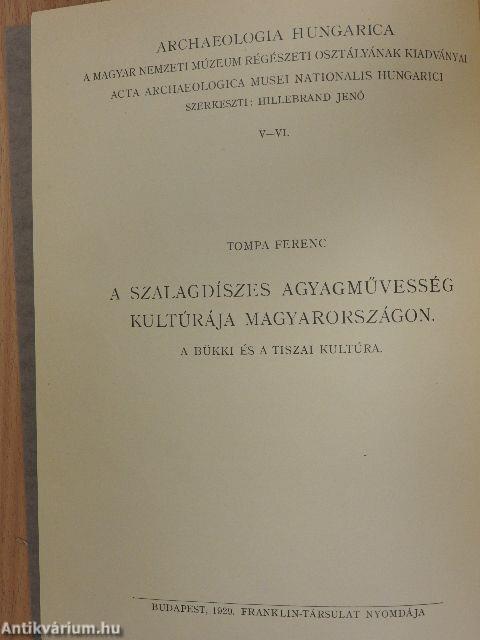 ARCHAEOLOGIA HUNGARICA
A MAGYAR NEMZETI MÚZEUM RÉGÉSZETI OSZTÁLYÁNAK KIADVÁNYAI
ACTA ARCHAEOLOGICA MUSEI NATIONALIS HUNGARICI
SZERKESZTI: HILLEBRAND JENŐ
V—VI.
TOMPA FERENC
A SZALAGDÍSZES AGYAGMŰVESSÉG
KULTÚRÁJA MAGYARORSZÁGON.
A BÜKKI ÉS A TISZAI KULTÚRA.
BUDAPEST, 1929. FRANKLIN-TÁRSULAT NYOMDÁJA
Antikvárium.hu